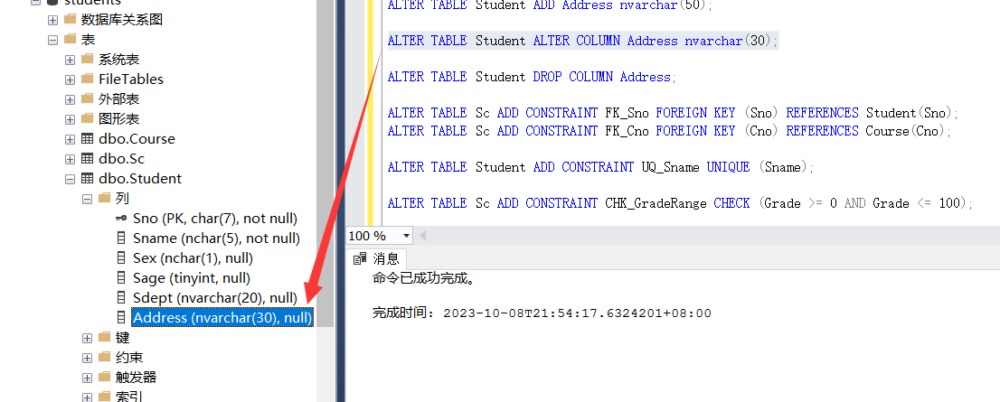 students
数据库关系图
表
系统表
FileTables
外部表
图形表
dbo.Course
dbo.Sc
dbo.Student
列
Sno (PK, char(7), not null)
Sname (nchar(5), not null)
Sex (nchar(1), null)
Sage (tinyint, null)
Sdept (nvarchar(20), null)
Address (nvarchar(30), null)
键
约束
触发器
索引
ALTER TABLE Student ADD Address nvarchar(50);
ALTER TABLE Student ALTER COLUMN Address nvarchar(30);
ALTER TABLE Student DROP COLUMN Address;
ALTER TABLE Sc ADD CONSTRAINT FK_Sno FOREIGN KEY (Sno) REFERENCES Student(Sno);
ALTER TABLE Sc ADD CONSTRAINT FK_Cno FOREIGN KEY (Cno) REFERENCES Course(Cno);
ALTER TABLE Student ADD CONSTRAINT UQ_Sname UNIQUE (Sname);
ALTER TABLE Sc ADD CONSTRAINT CHK_GradeRange CHECK (Grade >= 0 AND Grade <= 100);
100 %
消息
命令已成功完成。
完成时间: 2023-10-08T21:54:17.6324201+08:00